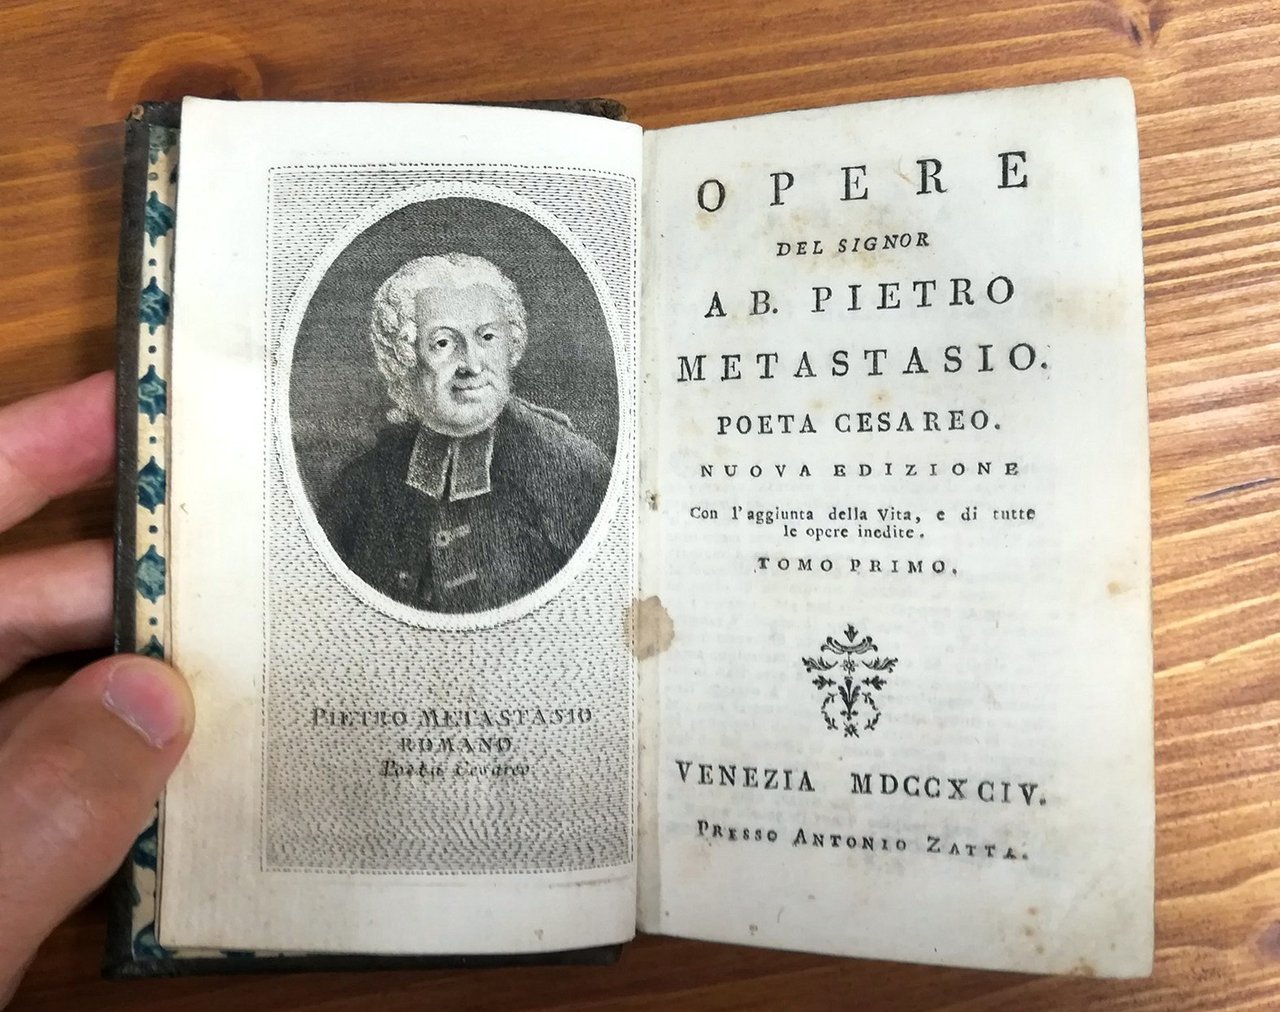 PIETRO METASTASIO
ROMANO
Poeta Cesareo.
OPERE
DEL SIGNOR
AB. PIETRO
METASTASIO.
POETA CESAREO.
NUOVA EDIZIONE
Con l'aggiunta della Vita, e di tutte
le opere inedite.
TOMO PRIMO.
VENEZIA MDCCXCIV.
PRESSO ANTONIO ZATTA.